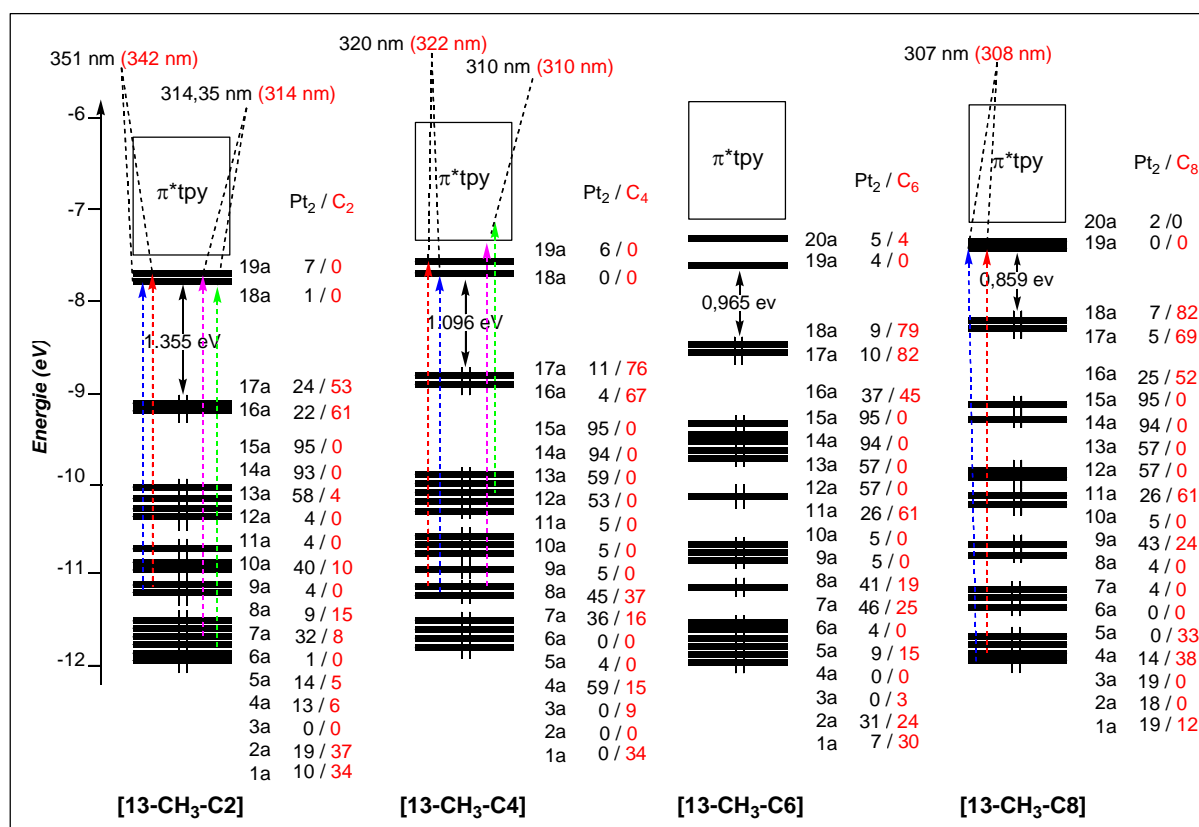 351 nm (342 nm)
314,35 nm (314 nm)
320 nm (322 nm)
310 nm (310 nm)
307 nm (308 nm)
Energie (eV)
-6
-7
-8
-9
-10
-11
-12
π*tpy
Pt2 / C2
1.355 eV
19a 7 / 0
18a 1 / 0
17a 24 / 53
16a 22 / 61
15a 95 / 0
14a 93 / 0
13a 58 / 4
12a 4 / 0
11a 4 / 0
10a 40 / 10
9a 4 / 0
8a 9 / 15
7a 32 / 8
6a 1 / 0
5a 14 / 5
4a 13 / 6
3a 0 / 0
2a 19 / 37
1a 10 / 34
[13-CH3-C2]
π*tpy
Pt2 / C4
1.096 eV
19a 6 / 0
18a 0 / 0
17a 11 / 76
16a 4 / 67
15a 95 / 0
14a 94 / 0
13a 59 / 0
12a 53 / 0
11a 5 / 0
10a 5 / 0
9a 5 / 0
8a 45 / 37
7a 36 / 16
6a 0 / 0
5a 4 / 0
4a 59 / 15
3a 0 / 9
2a 0 / 0
1a 0 / 34
[13-CH3-C4]
π*tpy
Pt2 / C6
0,965 ev
20a 5 / 4
19a 4 / 0
18a 9 / 79
17a 10 / 82
16a 37 / 45
15a 95 / 0
14a 94 / 0
13a 57 / 0
12a 57 / 0
11a 26 / 61
10a 5 / 0
9a 5 / 0
8a 41 / 19
7a 46 / 25
6a 4 / 0
5a 9 / 15
4a 0 / 0
3a 0 / 3
2a 31 / 24
1a 7 / 30
[13-CH3-C6]
π*tpy
Pt2 / C8
0,859 ev
20a 2 / 0
19a 0 / 0
18a 7 / 82
17a 5 / 69
16a 25 / 52
15a 95 / 0
14a 94 / 0
13a 57 / 0
12a 57 / 0
11a 26 / 61
10a 5 / 0
9a 43 / 24
8a 4 / 0
7a 4 / 0
6a 0 / 0
5a 0 / 33
4a 14 / 38
3a 19 / 0
2a 18 / 0
1a 19 / 12
[13-CH3-C8]